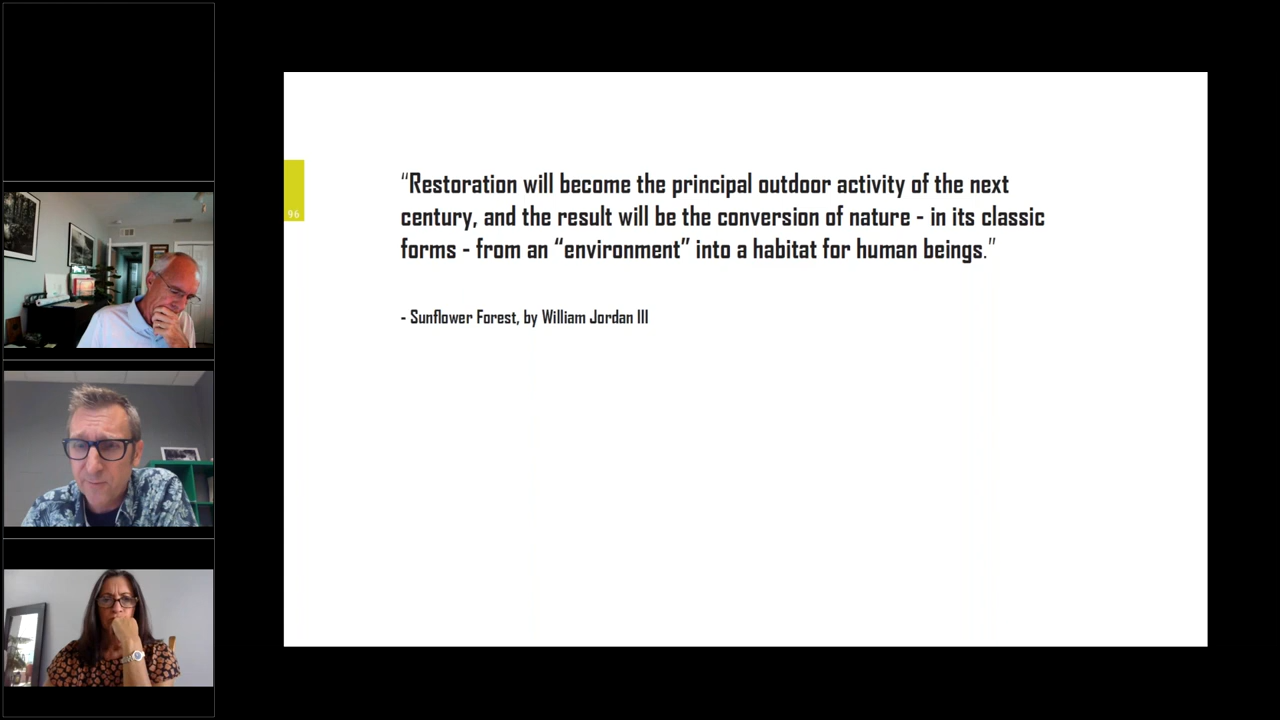 96
“Restoration will become the principal outdoor activity of the next
century, and the result will be the conversion of nature - in its classic
forms - from an “environment” into a habitat for human beings.”
- Sunflower Forest, by William Jordan III